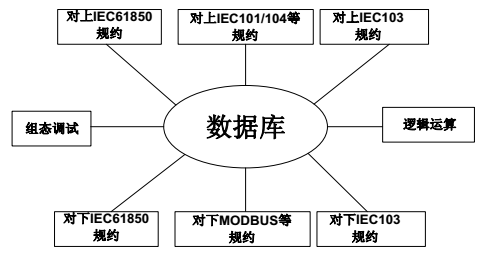 对上IEC61850
规约
对上IEC101/104等
规约
对上IEC103
规约
组态调试
数据库
逻辑运算
对下IEC61850
规约
对下MODBUS等
规约
对下IEC103
规约